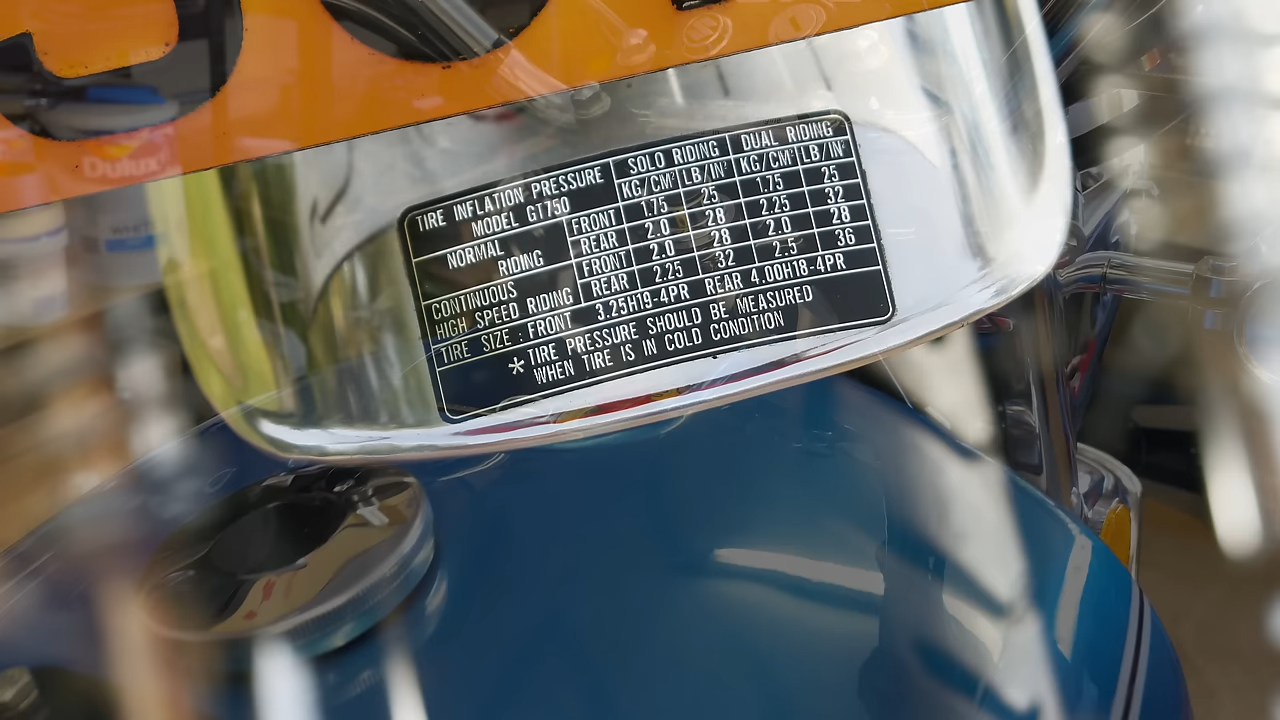 Dulux
WHIT
TIRE INFLATION PRESSURE SOLO RIDING DUAL RIDING
MODEL GT750 KG/CM² LB/IN² KG/CM² LB/IN²
NORMAL RIDING FRONT 1.75 25 1.75 25
REAR 2.0 28 2.25 32
CONTINUOUS HIGH SPEED RIDING FRONT 2.0 28 2.0 28
REAR 2.25 32 2.5 36
TIRE SIZE : FRONT 3.25H19-4PR REAR 4.00H18-4PR
* TIRE PRESSURE SHOULD BE MEASURED
WHEN TIRE IS IN COLD CONDITION